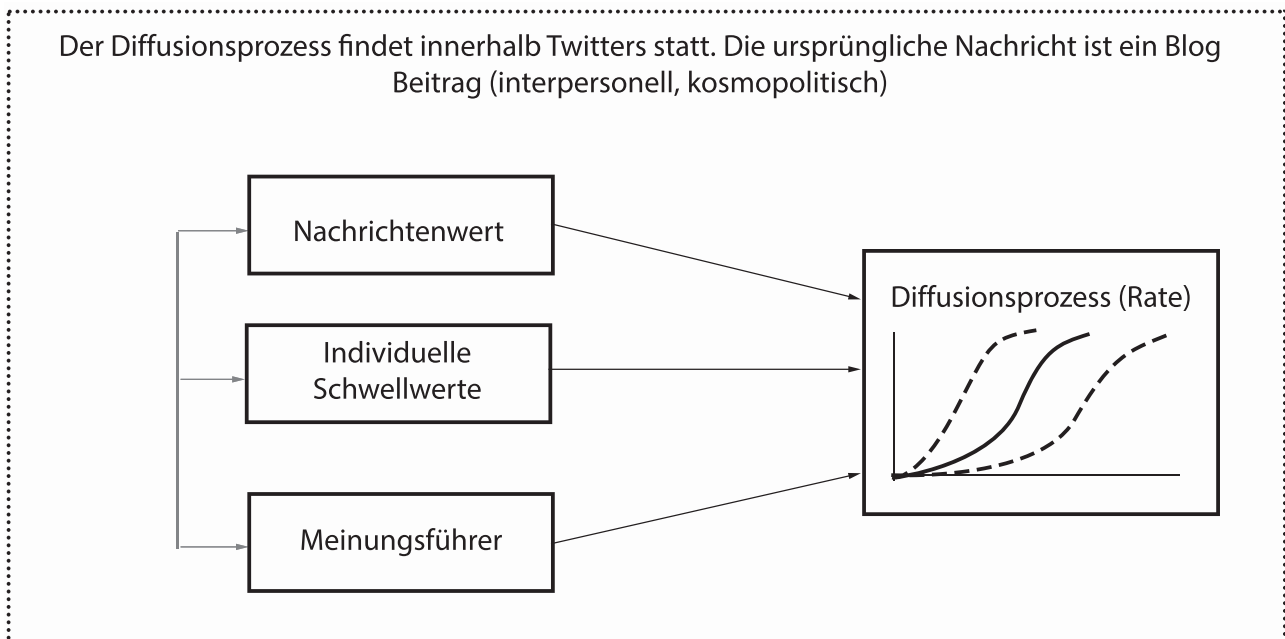 Der Diffusionsprozess findet innerhalb Twitters statt. Die ursprüngliche Nachricht ist ein Blog
Beitrag (interpersonell, kosmopolitisch)
Nachrichtenwert
Individuelle
Schwellwerte
Meinungsführer
Diffusionsprozess (Rate)